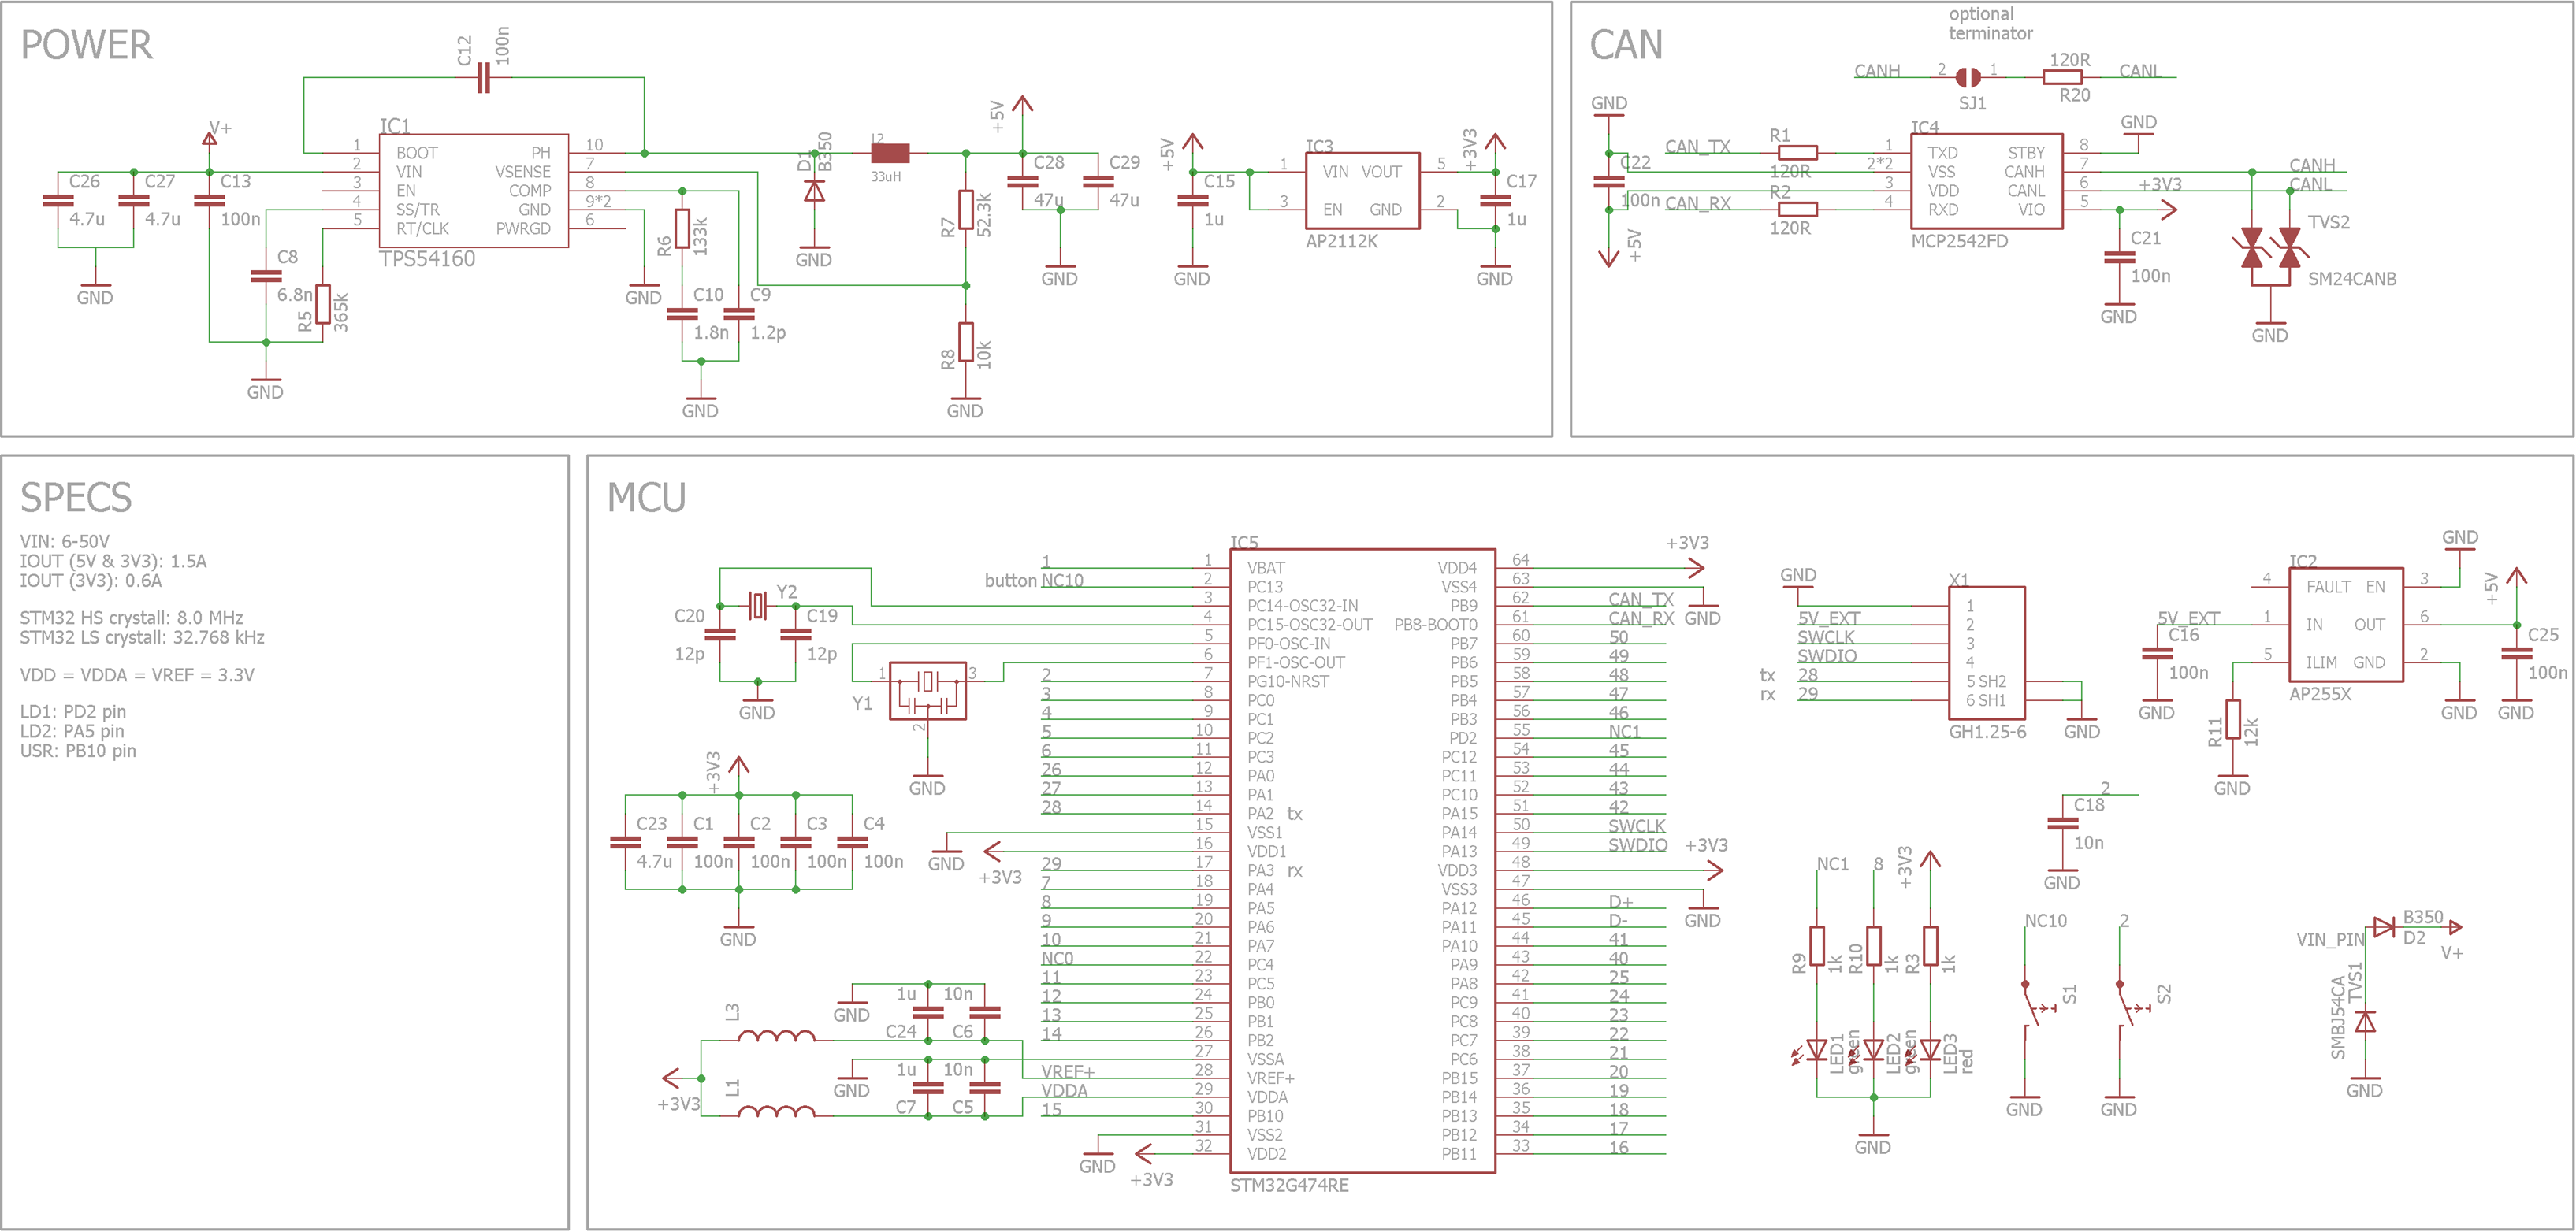 POWER
C12
100n
V+
IC1
1
BOOT
PH
10
2
VIN
VSENSE
7
3
EN
COMP
8
4
SS/TR
GND
9*2
5
RT/CLK
PWRGD
6
TPS54160
C26
4.7u
C27
4.7u
C13
100n
GND
C8
6.8n
R5
365k
GND
R6
133k
GND
C10
1.8n
C9
1.2p
GND
D1
B350
GND
L2
33uH
R7
52.3k
R8
10k
GND
+5V
C28
47u
C29
47u
GND
+5V
C15
1u
GND
IC3
1
VIN
VOUT
5
3
EN
GND
2
AP2112K
+3V3
C17
1u
GND
CAN
optional
terminator
CANH
2
1
SJ1
120R
R20
CANL
GND
C22
100n
+5V
CAN_TX
R1
120R
CAN_RX
R2
120R
IC4
1
TXD
STBY
8
2*2
VSS
CANH
7
3
VDD
CANL
6
4
RXD
VIO
5
MCP2542FD
GND
CANH
CANL
+3V3
C21
100n
GND
TVS2
SM24CANB
GND
SPECS
VIN: 6-50V
IOUT (5V & 3V3): 1.5A
IOUT (3V3): 0.6A
STM32 HS crystall: 8.0 MHz
STM32 LS crystall: 32.768 kHz
VDD = VDDA = VREF = 3.3V
LD1: PD2 pin
LD2: PA5 pin
USR: PB10 pin
MCU
C20
12p
Y2
C19
12p
GND
Y1
1
3
2
GND
+3V3
C23
4.7u
C1
100n
C2
100n
C3
100n
C4
100n
GND
GND
+3V3
L3
L1
+3V3
GND
1u
C24
10n
C6
GND
1u
C7
10n
C5
GND
+3V3
IC5
1 1 VBAT
button NC10 2 PC13
3 PC14-OSC32-IN
4 PC15-OSC32-OUT
5 PF0-OSC-IN
6 PF1-OSC-OUT
2 7 PG10-NRST
3 8 PC0
4 9 PC1
5 10 PC2
6 11 PC3
26 12 PA0
27 13 PA1
28 14 PA2 tx
15 VSS1
16 VDD1
29 17 PA3 rx
7 18 PA4
8 19 PA5
9 20 PA6
10 21 PA7
NC0 22 PC4
11 23 PC5
12 24 PB0
13 25 PB1
14 26 PB2
27 VSSA
VREF+ 28 VREF+
VDDA 29 VDDA
15 30 PB10
31 VSS2
32 VDD2
VDD4 64 +3V3
VSS4 63 GND
PB9 62 CAN_TX
PB8-BOOT0 61 CAN_RX
PB7 60 50
PB6 59 49
PB5 58 48
PB4 57 47
PB3 56 46
PD2 55 NC1
PC12 54 45
PC11 53 44
PC10 52 43
PA15 51 42
PA14 50 SWCLK
PA13 49 SWDIO
VDD3 48 +3V3
VSS3 47 GND
PA12 46 D+
PA11 45 D-
PA10 44 41
PA9 43 40
PA8 42 25
PC9 41 24
PC8 40 23
PC7 39 22
PC6 38 21
PB15 37 20
PB14 36 19
PB13 35 18
PB12 34 17
PB11 33 16
STM32G474RE
GND
X1
1
5V_EXT 2
SWCLK 3
SWDIO 4
tx 28 5 SH2
rx 29 6 SH1
GH1.25-6
GND
IC2
4
FAULT
EN
3
1
IN
OUT
6
5
ILIM
GND
2
AP255X
GND
+5V
5V_EXT
C16
100n
GND
R11
12k
GND
GND
C25
100n
GND
2
C18
10n
GND
NC1
8
+3V3
R9
1k
R10
1k
R3
1k
LED1
green
LED2
green
LED3
red
GND
NC10
S1
GND
2
S2
GND
VIN_PIN
B350
D2
V+
SMBJ54CA
TVS1
GND